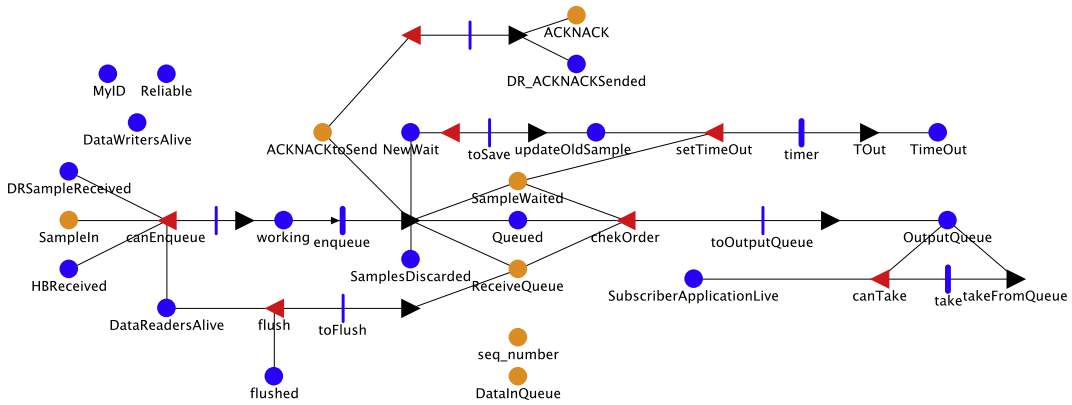 ACKNACK
DR_ACKNACKSended
MyID
Reliable
DataWritersAlive
ACKNACKtoSend
NewWait
toSave
updateOldSample
setTimeOut
timer
TOut
TimeOut
DRSampleReceived
SampleWaited
SampleIn
canEnqueue
working
enqueue
Queued
chekOrder
toOutputQueue
OutputQueue
HBReceived
SamplesDiscarded
ReceiveQueue
SubscriberApplicationLive
canTake
take
takeFromQueue
DataReadersAlive
flush
toFlush
seq_number
flushed
DataInQueue